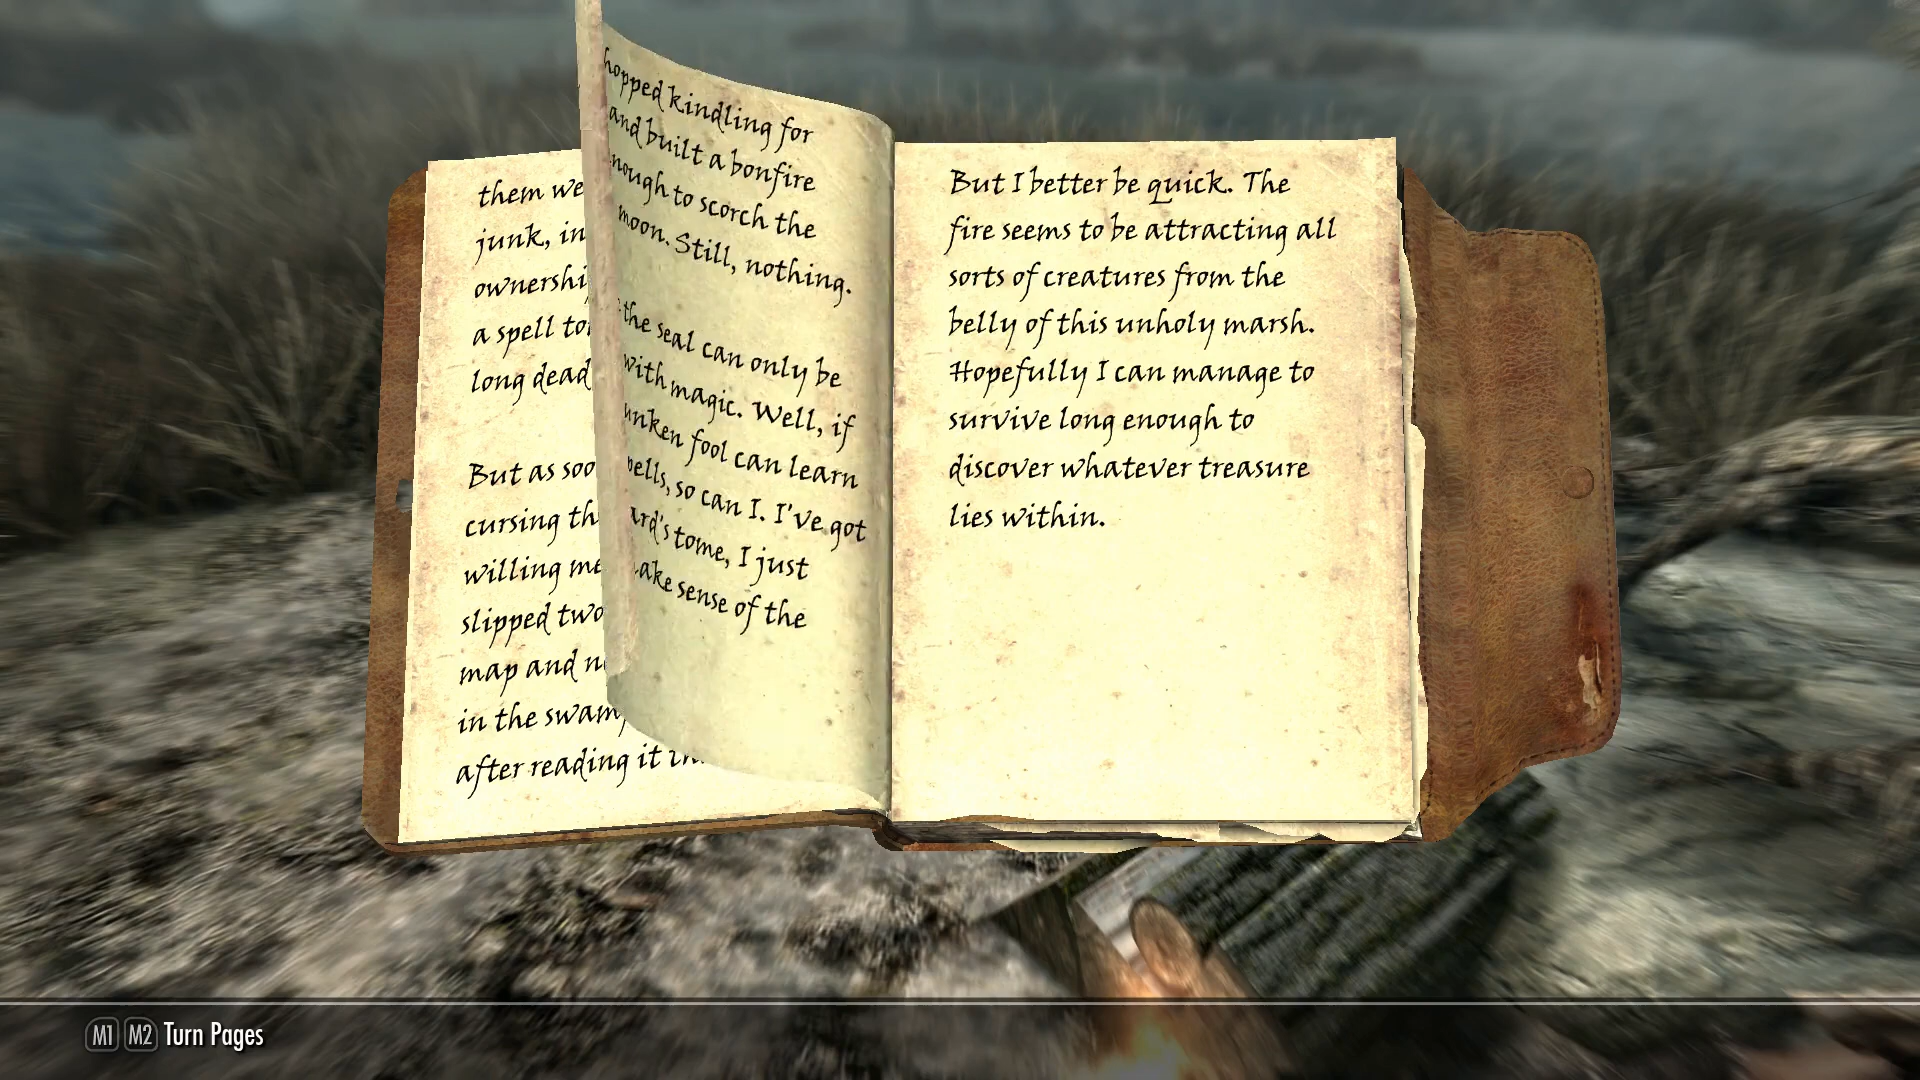 them we
junk, in
ownershi
a spell to
long dead
But as soo
cursing th
willing me
slipped two
map and n
in the swam
after reading it
hopped kindling for
and built a bonfire
nough to scorch the
moon. Still, nothing.
the seal can only be
with magic. Well, if
unken fool can learn
pells, so can I. I've got
ard's tome, I just
ake sense of the
But I better be quick. The
fire seems to be attracting all
sorts of creatures from the
belly of this unholy marsh.
Hopefully I can manage to
survive long enough to
discover whatever treasure
lies within.
M1 M2 Turn Pages